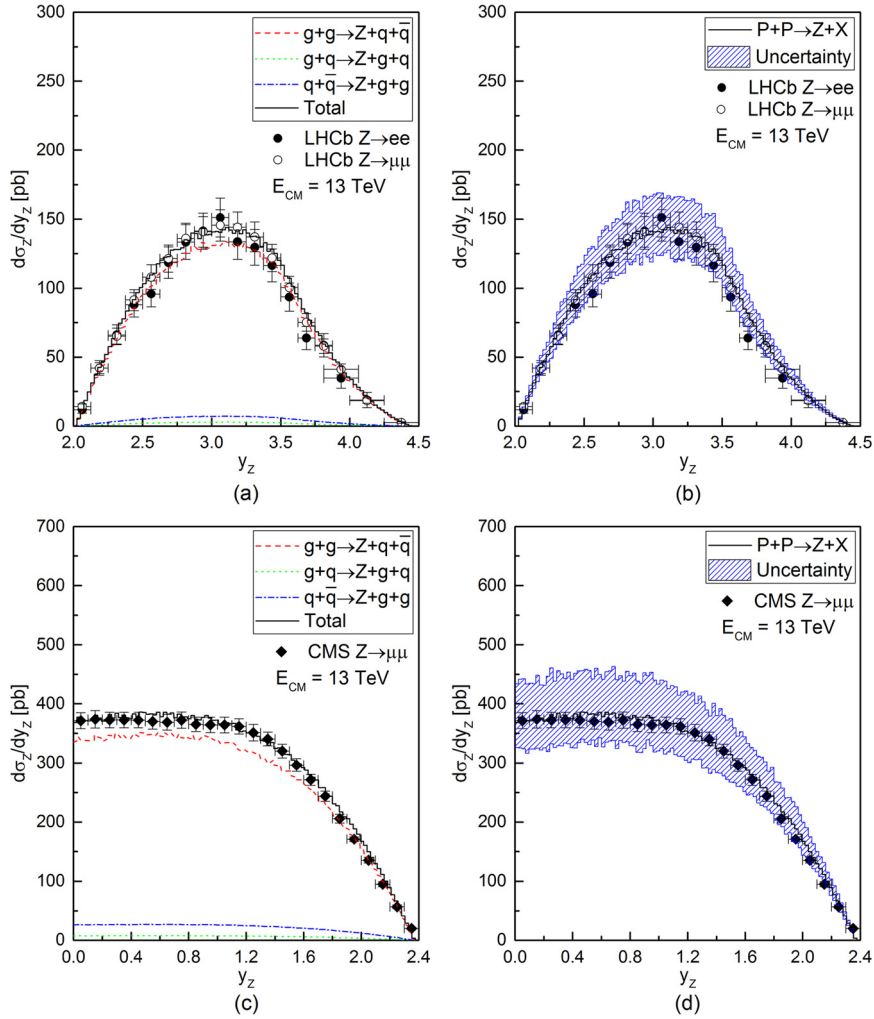 300
250
200
150
100
50
0
dσ_Z/dy_Z [pb]
g+g→Z+q+q̅
g+q→Z+g+q
q+q̅→Z+g+g
Total
LHCb Z→ee
LHCb Z→μμ
E_CM = 13 TeV
2.0 2.5 3.0 3.5 4.0 4.5
y_Z
(a)
300
250
200
150
100
50
0
dσ_Z/dy_Z [pb]
P+P→Z+X
Uncertainty
LHCb Z→ee
LHCb Z→μμ
E_CM = 13 TeV
2.0 2.5 3.0 3.5 4.0 4.5
y_Z
(b)
700
600
500
400
300
200
100
0
dσ_Z/dy_Z [pb]
g+g→Z+q+q̅
g+q→Z+g+q
q+q̅→Z+g+g
Total
CMS Z→μμ
E_CM = 13 TeV
0.0 0.4 0.8 1.2 1.6 2.0 2.4
y_Z
(c)
700
600
500
400
300
200
100
0
dσ_Z/dy_Z [pb]
P+P→Z+X
Uncertainty
CMS Z→μμ
E_CM = 13 TeV
0.0 0.4 0.8 1.2 1.6 2.0 2.4
y_Z
(d)